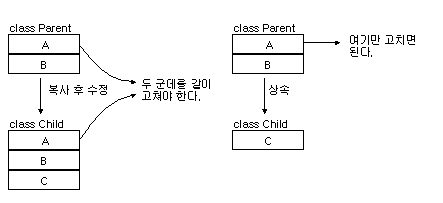 class Parent
A
B
복사 후 수정
class Child
A
B
C
두 군데를 같이
고쳐야 한다.
class Parent
A
B
상속
class Child
C
여기만 고치면
된다.